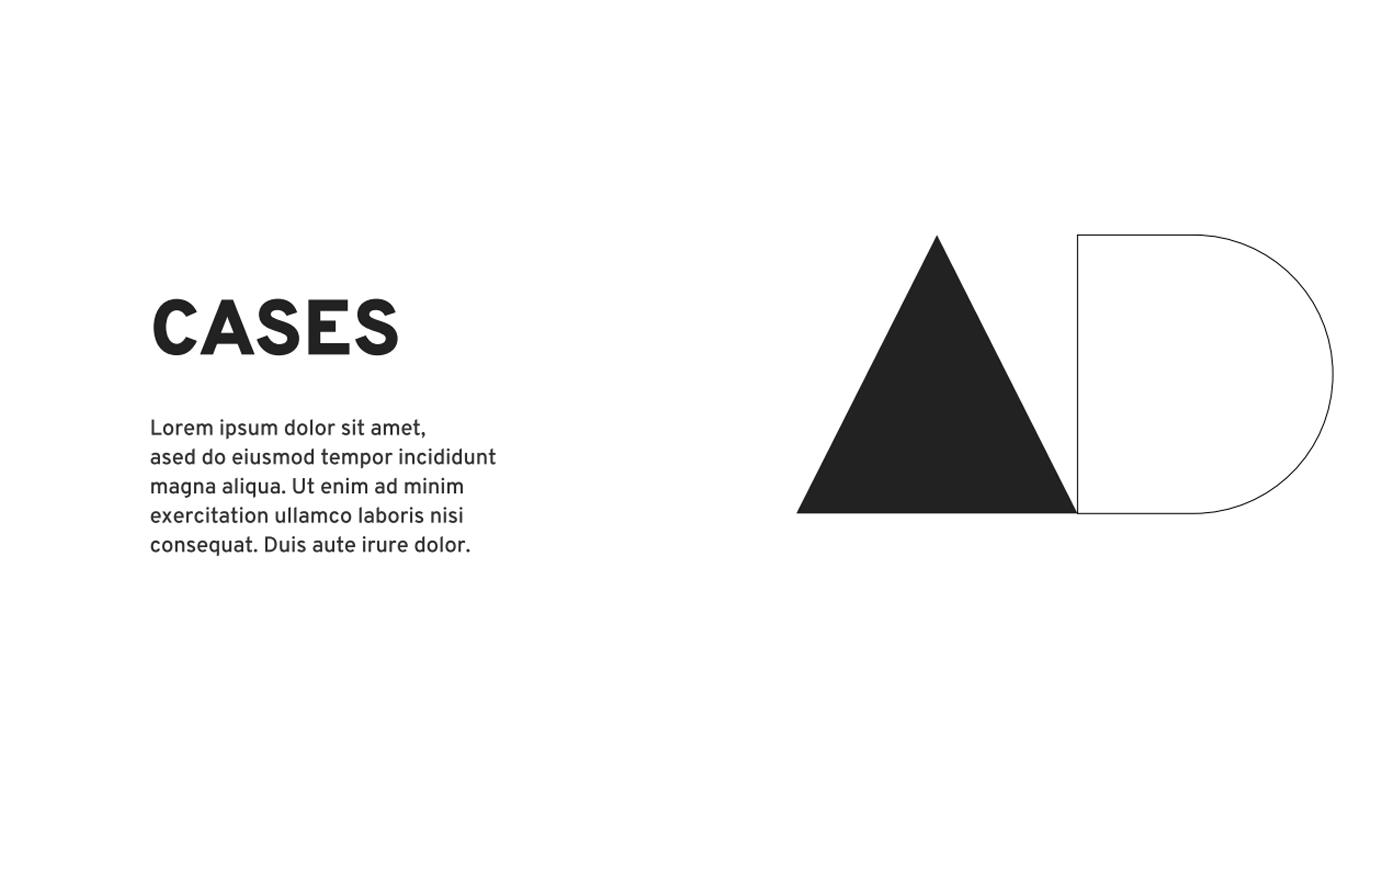 CASES
Lorem ipsum dolor sit amet,
ased do eiusmod tempor incididunt
magna aliqua. Ut enim ad minim
exercitation ullamco laboris nisi
consequat. Duis aute irure dolor.
AD